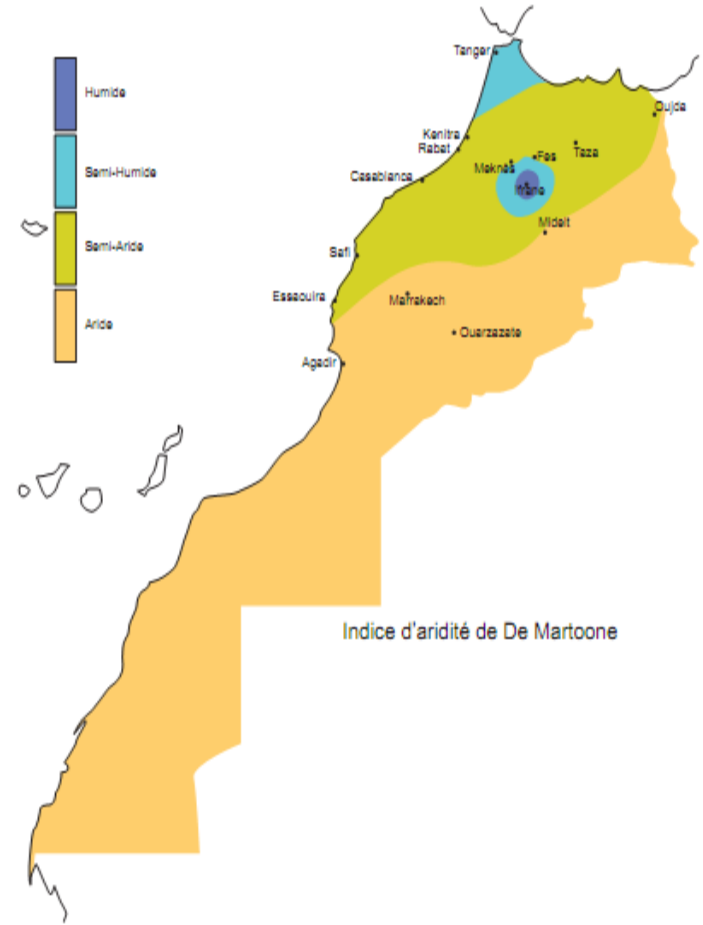 Humide
Semi-Humide
Semi-Aride
Aride
Tanger
Oujda
Kenitra
Rabat
Fes
Taza
Meknes
Casablanca
Ifrane
Midelt
Safi
Essaouira
Marrakech
Ouarzazate
Agadir
Indice d'aridité de De Martoone